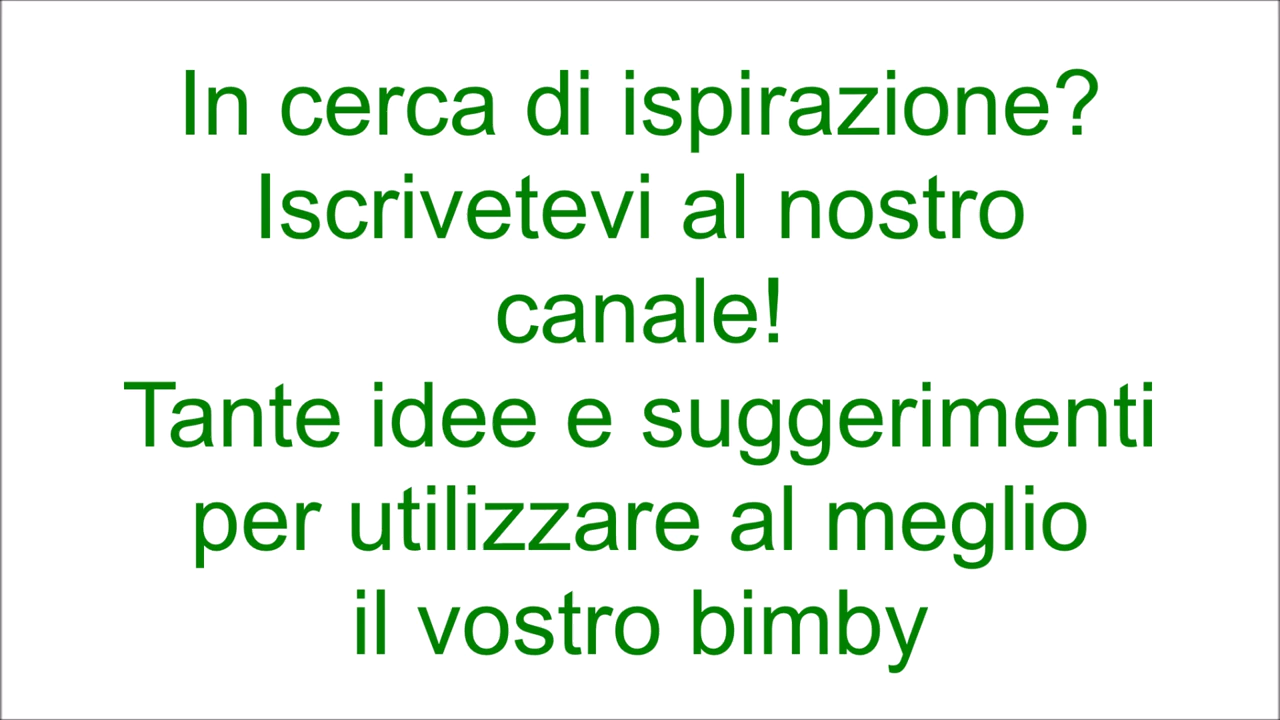 In cerca di ispirazione?
Iscrivetevi al nostro
canale!
Tante idee e suggerimenti
per utilizzare al meglio
il vostro bimby